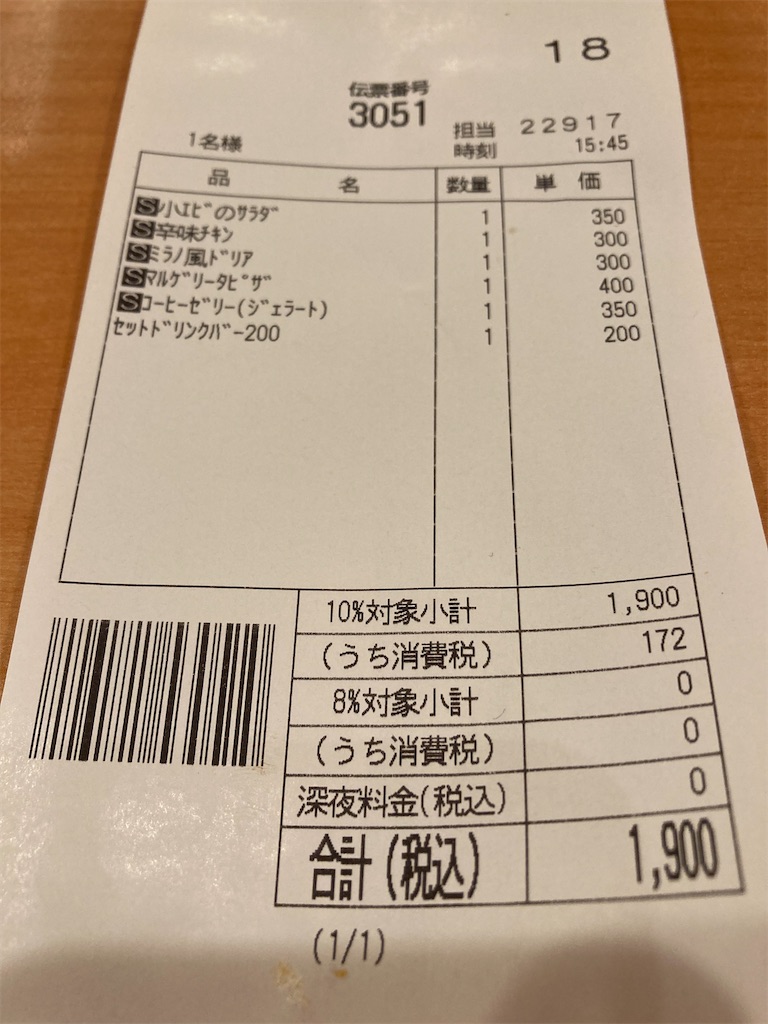 18
伝票番号
3051
1名様 担当 22917
時刻 15:45
品名 数量 単価
S小エビのサラダ 1 350
S辛味チキン 1 300
Sミラノ風ドリア 1 300
Sマルゲリータピザ 1 400
Sコーヒーゼリー(ジェラート) 1 350
セットドリンクバー200 1 200
10%対象小計 1,900
(うち消費税) 172
8%対象小計 0
(うち消費税) 0
深夜料金(税込) 0
合計(税込) 1,900
(1/1)